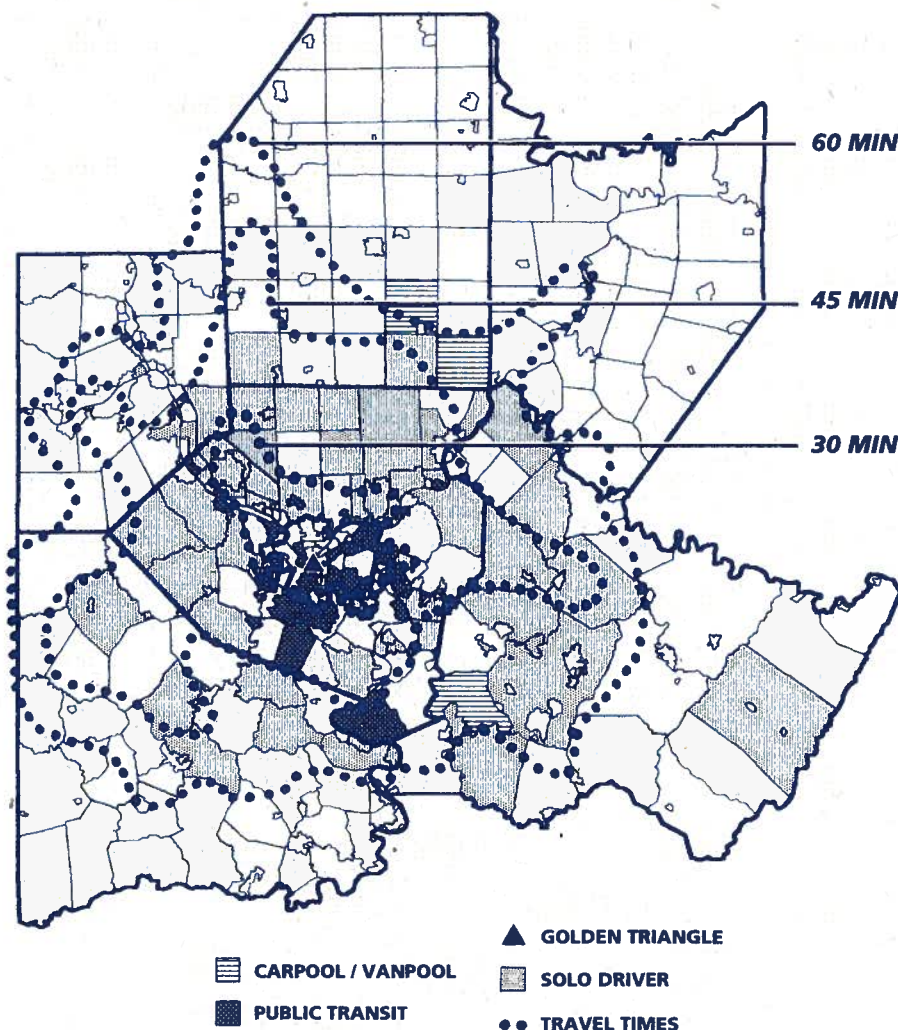 60 MIN
45 MIN
30 MIN
GOLDEN TRIANGLE
CARPOOL / VANPOOL
SOLO DRIVER
PUBLIC TRANSIT
TRAVEL TIMES